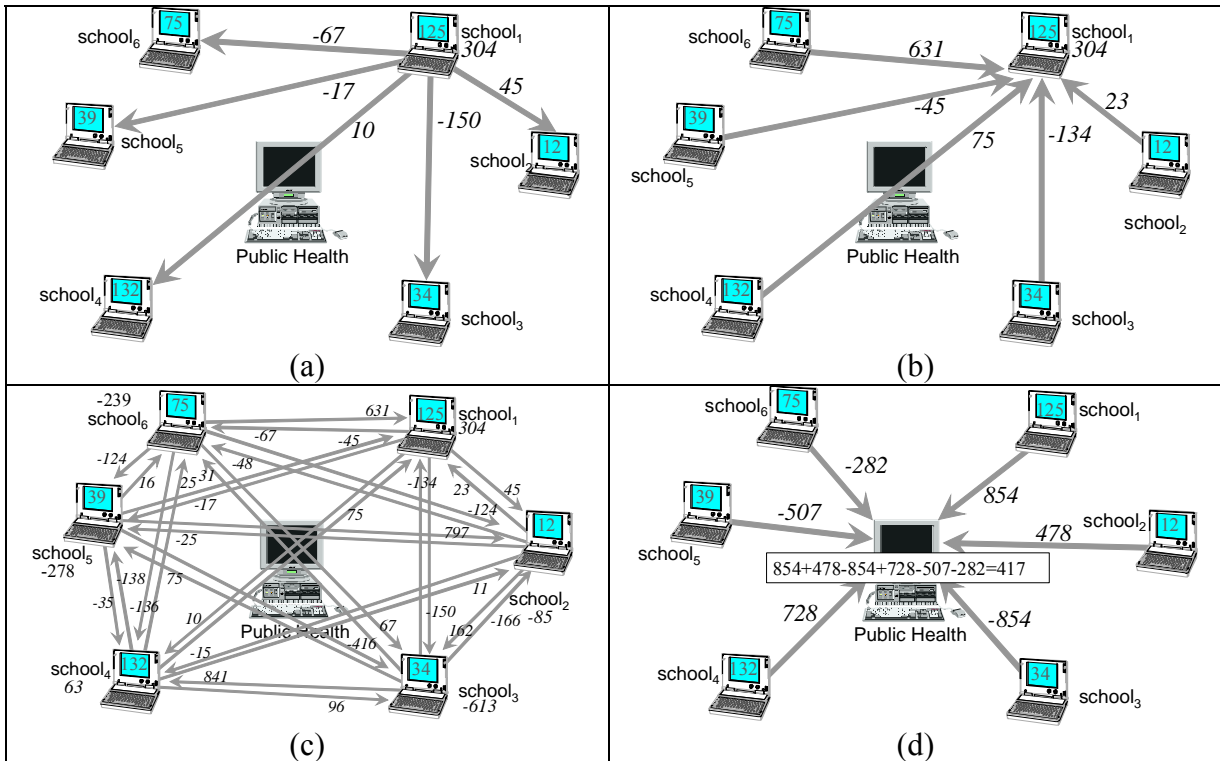 75
school6
-67
125
school1
304
45
-17
39
school5
10
-150
12
school2
Public Health
school4
132
34
school3
(a)
75
school6
631
125
school1
304
23
-45
39
school5
75
-134
12
school2
Public Health
school4
132
34
school3
(b)
-239
school6
75
631
125
school1
304
-67
-45
-124
-48
16
25
31
-134
23
45
39
-17
75
-124
12
-25
797
school5
-278
-138
75
11
school2
-85
-35
-136
10
67
-150
-166
162
-15
-416
school4
63
132
841
34
school3
-613
96
(c)
school6
75
125
school1
-282
854
39
school5
-507
478
school2
12
854+478-854+728-507-282=417
728
Public Health
-854
school4
132
34
school3
(d)